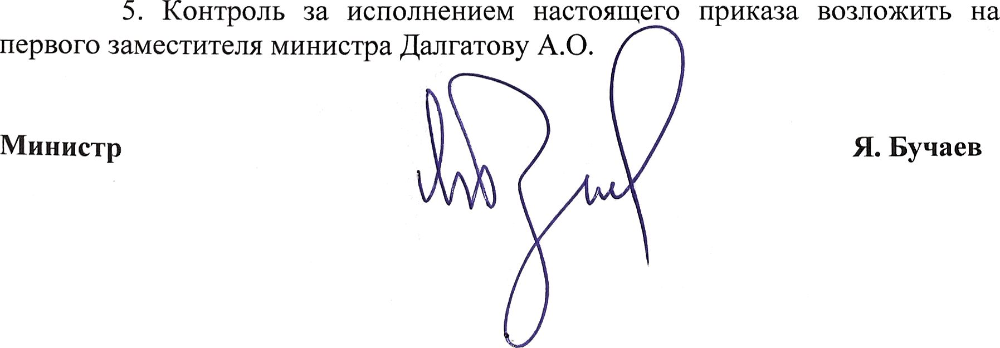 5. Контроль за исполнением настоящего приказа возложить на
первого заместителя министра Далгатову А.О.
Министр Я. Бучаев